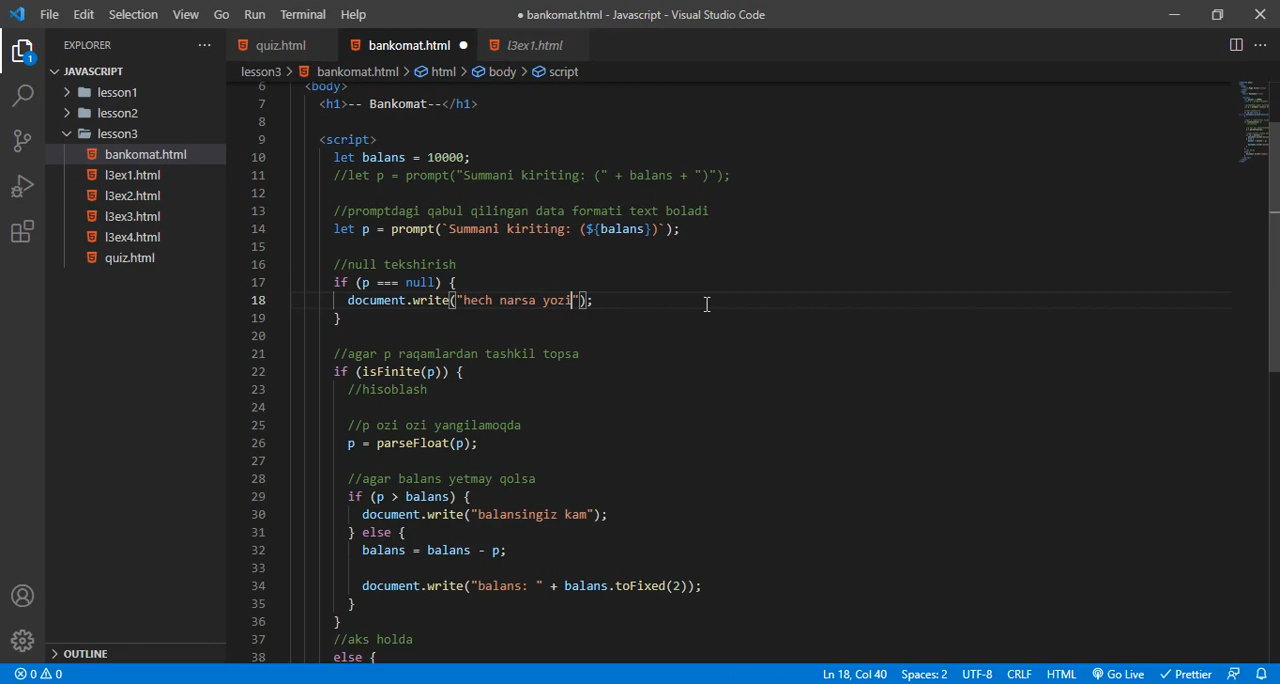 File Edit Selection View Go Run Terminal Help
● bankomat.html - Javascript - Visual Studio Code
EXPLORER
quiz.html bankomat.html l3ex1.html
JAVASCRIPT
lesson3 > bankomat.html > html > body > script
lesson1
lesson2
lesson3
bankomat.html
l3ex1.html
l3ex2.html
l3ex3.html
l3ex4.html
quiz.html
OUTLINE
1
6 <body>
7 <h1>-- Bankomat--</h1>
8
9 <script>
10 let balans = 10000;
11 //let p = prompt("Summani kiriting: (" + balans + ")");
12
13 //promptdagi qabul qilingan data formati text boladi
14 let p = prompt(`Summani kiriting: (${balans})`);
15
16 //null tekshirish
17 if (p === null) {
18 document.write("hech narsa yozi");
19 }
20
21 //agar p raqamlardan tashkil topsa
22 if (isFinite(p)) {
23 //hisoblash
24
25 //p ozi ozi yangilamoqda
26 p = parseFloat(p);
27
28 //agar balans yetmay qolsa
29 if (p > balans) {
30 document.write("balansingiz kam");
31 } else {
32 balans = balans - p;
33
34 document.write("balans: " + balans.toFixed(2));
35 }
36 }
37 //aks holda
38 else {
0 0 Ln 18, Col 40 Spaces: 2 UTF-8 CRLF HTML Go Live Prettier